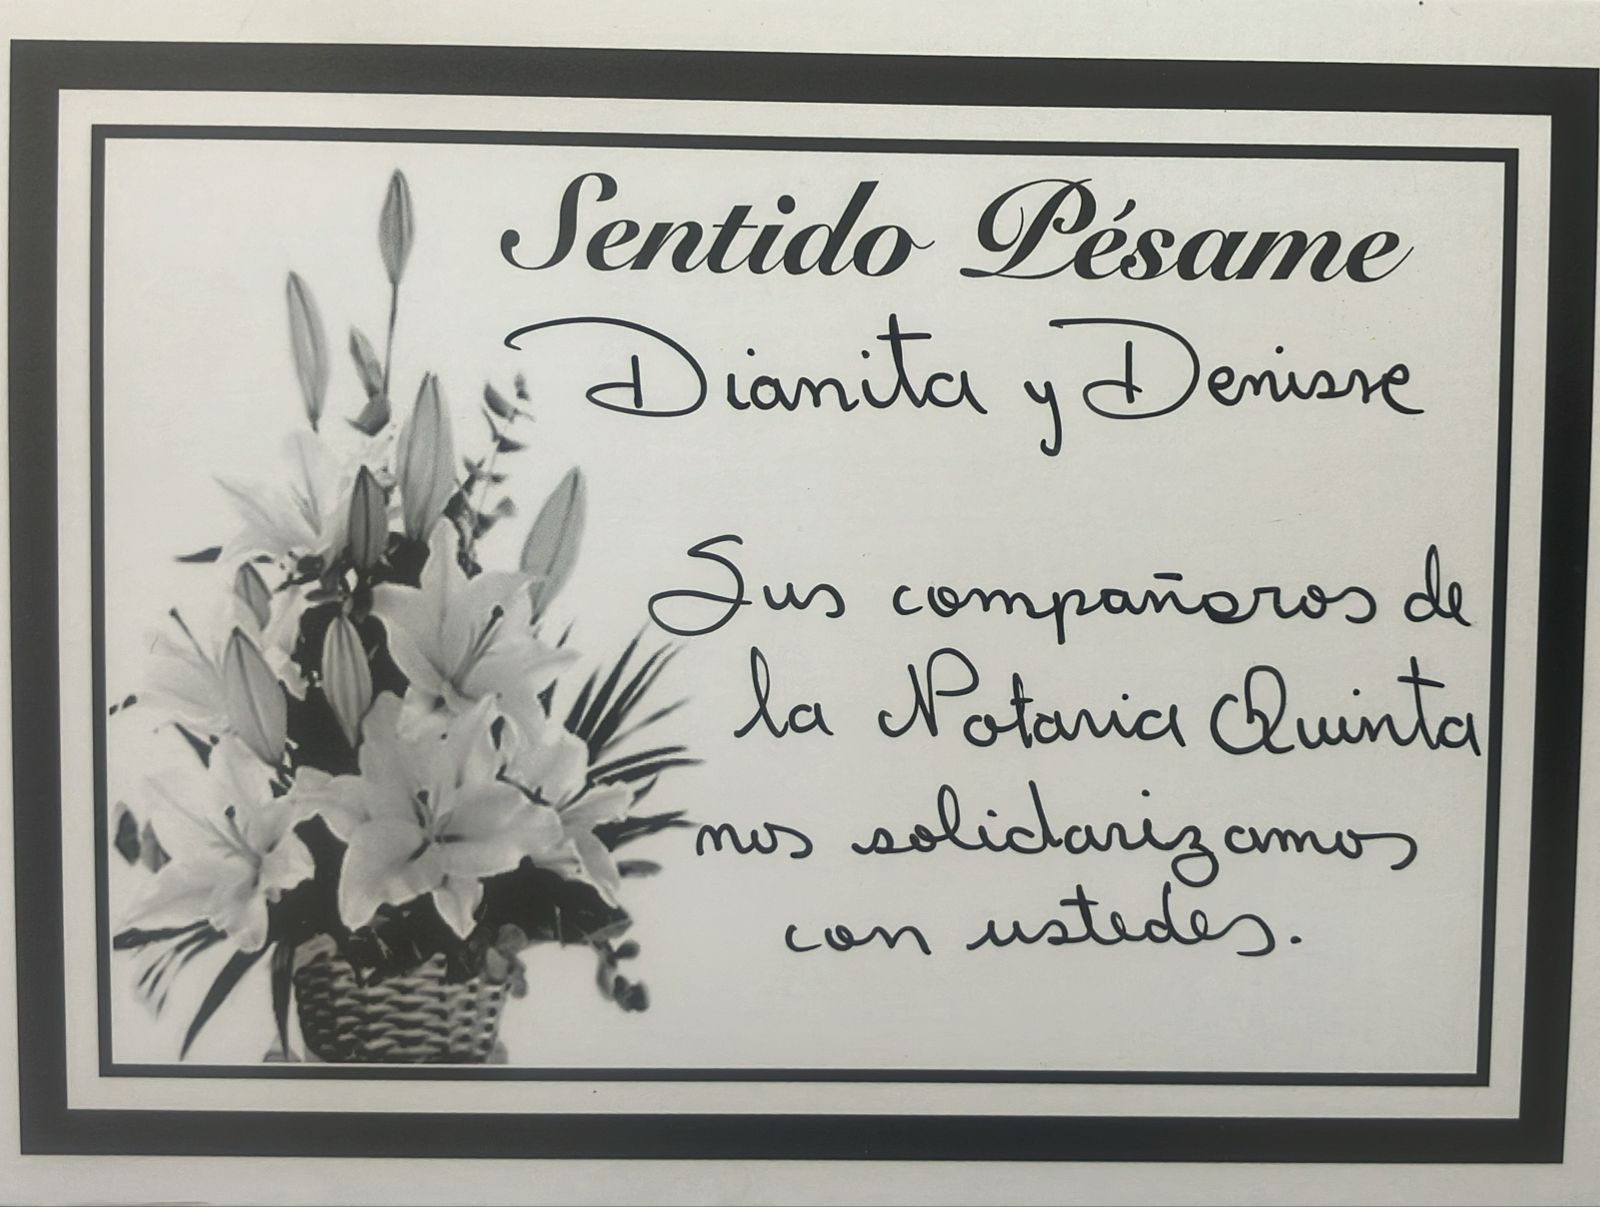 Sentido Pésame
Dianita y Denisse
Sus compañeros de
la Notaria Quinta
nos solidarizamos
con ustedes.